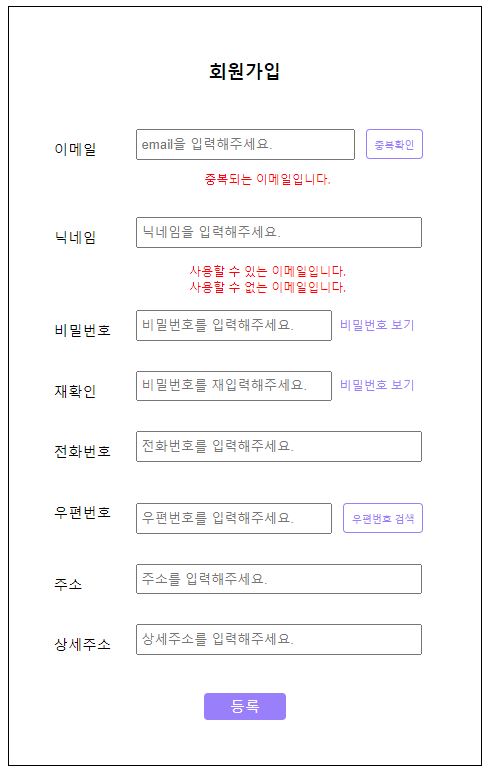 회원가입
이메일 email을 입력해주세요. 중복확인
중복되는 이메일입니다.
닉네임 닉네임을 입력해주세요.
사용할 수 있는 이메일입니다.
사용할 수 없는 이메일입니다.
비밀번호 비밀번호를 입력해주세요. 비밀번호 보기
재확인 비밀번호를 재입력해주세요. 비밀번호 보기
전화번호 전화번호를 입력해주세요.
우편번호 우편번호를 입력해주세요. 우편번호 검색
주소 주소를 입력해주세요.
상세주소 상세주소를 입력해주세요.
등록